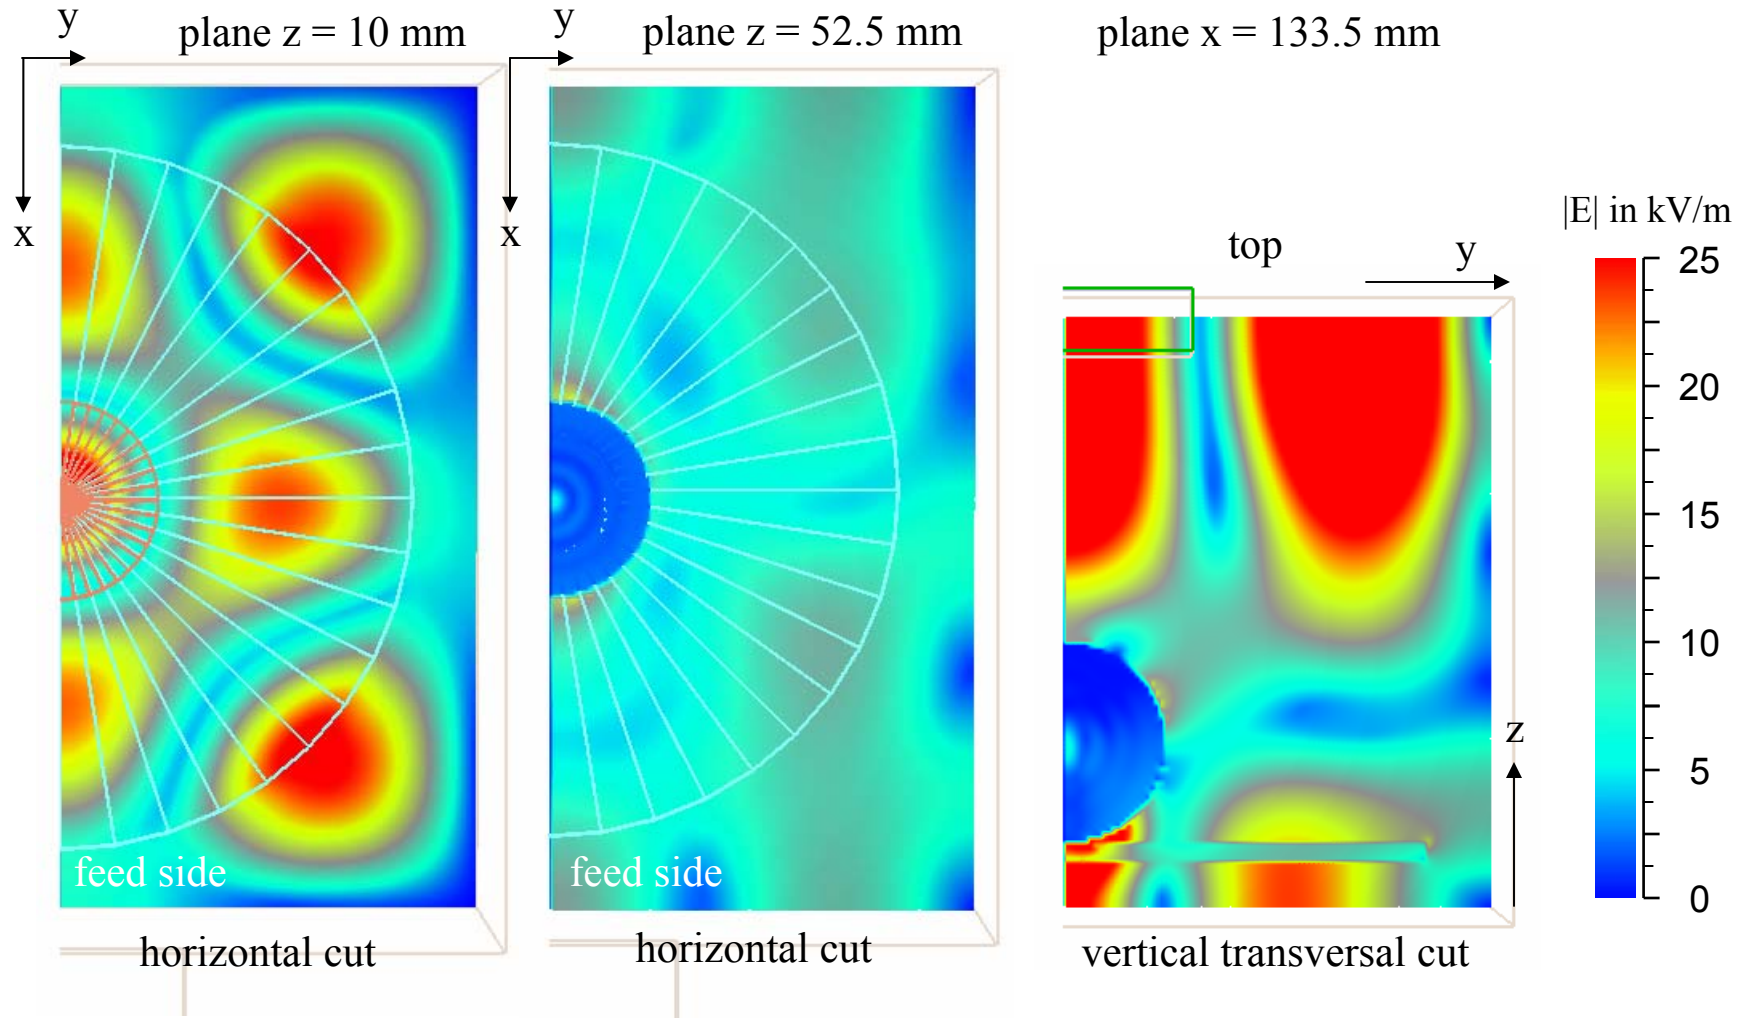 y
plane z = 10 mm
y
plane z = 52.5 mm
plane x = 133.5 mm
x
x
|E| in kV/m
top
y
25
20
15
10
z
5
0
feed side
feed side
horizontal cut
horizontal cut
vertical transversal cut